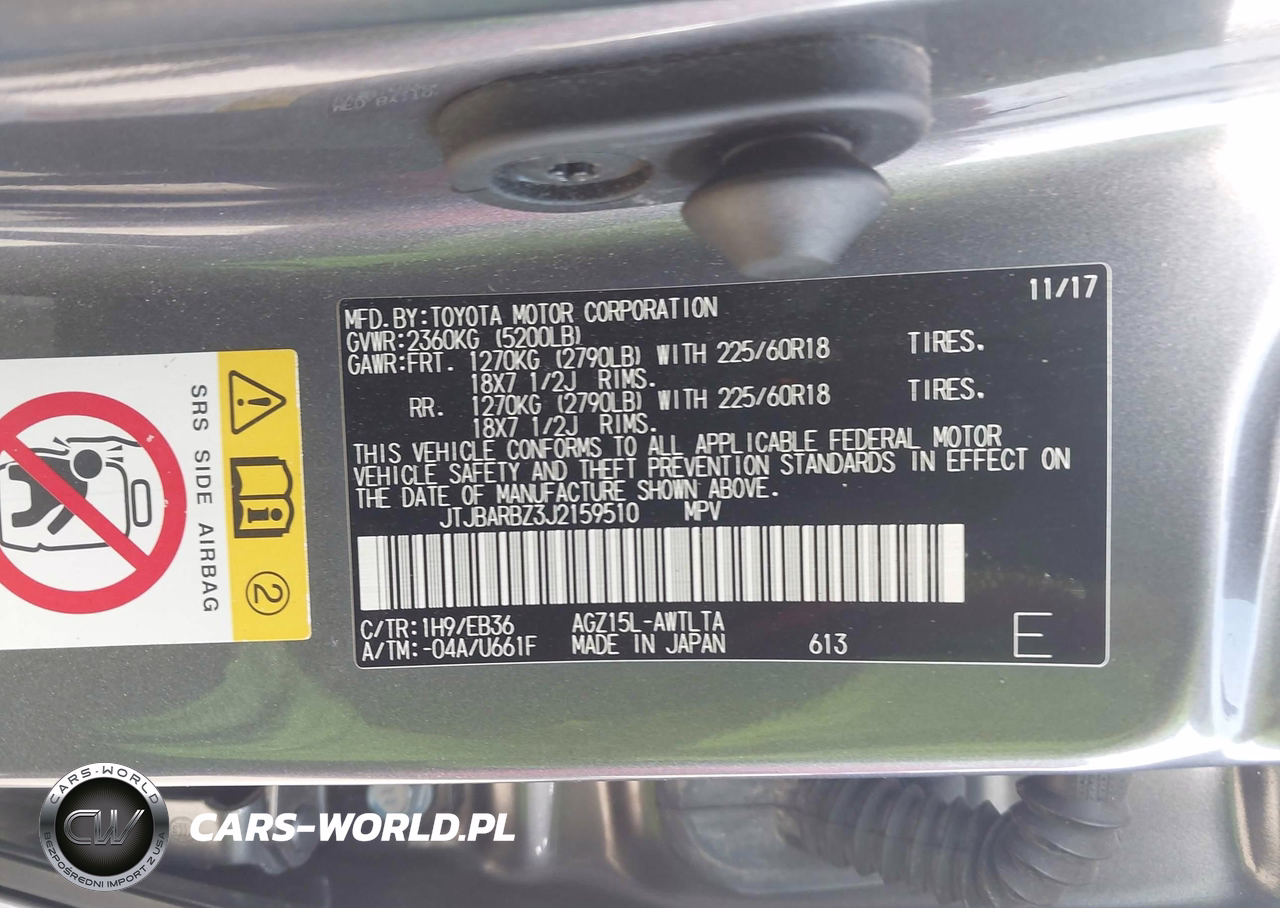 11/17
MFD. BY: TOYOTA MOTOR CORPORATION
GVWR: 2360KG (5200LB)
GAWR: FRT. 1270KG (2790LB) WITH 225/60R18 TIRES.
18X7 1/2J RIMS.
RR. 1270KG (2790LB) WITH 225/60R18 TIRES.
18X7 1/2J RIMS.
THIS VEHICLE CONFORMS TO ALL APPLICABLE FEDERAL MOTOR
VEHICLE SAFETY AND THEFT PREVENTION STANDARDS IN EFFECT ON
THE DATE OF MANUFACTURE SHOWN ABOVE.
JTJBARBZ3J2159510 MPV
C/TR: 1H9/EB36 AGZ15L-AWTLTA
A/TM: -04A/U661F MADE IN JAPAN 613 E
SRS SIDE AIRBAG
2
CARS-WORLD
CW
BEZPOŚREDNI IMPORT Z USA
CARS-WORLD.PL